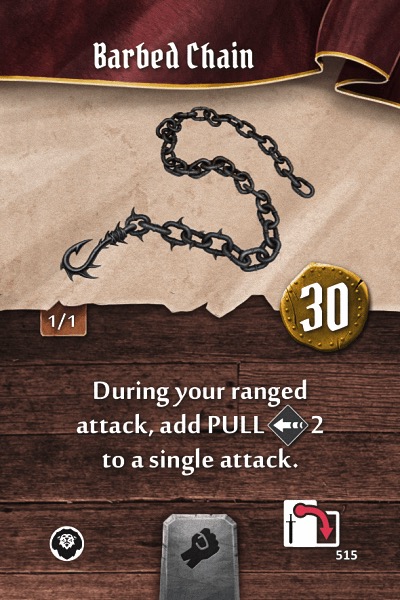 Barbed Chain
1/1
30
During your ranged
attack, add PULL 2
to a single attack.
515